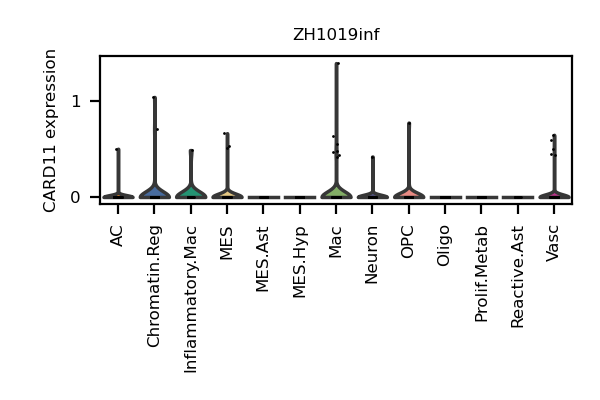 ZH1019inf
CARD11 expression
1
0
AC
Chromatin.Reg
Inflammatory.Mac
MES
MES.Ast
MES.Hyp
Mac
Neuron
OPC
Oligo
Prolif.Metab
Reactive.Ast
Vasc